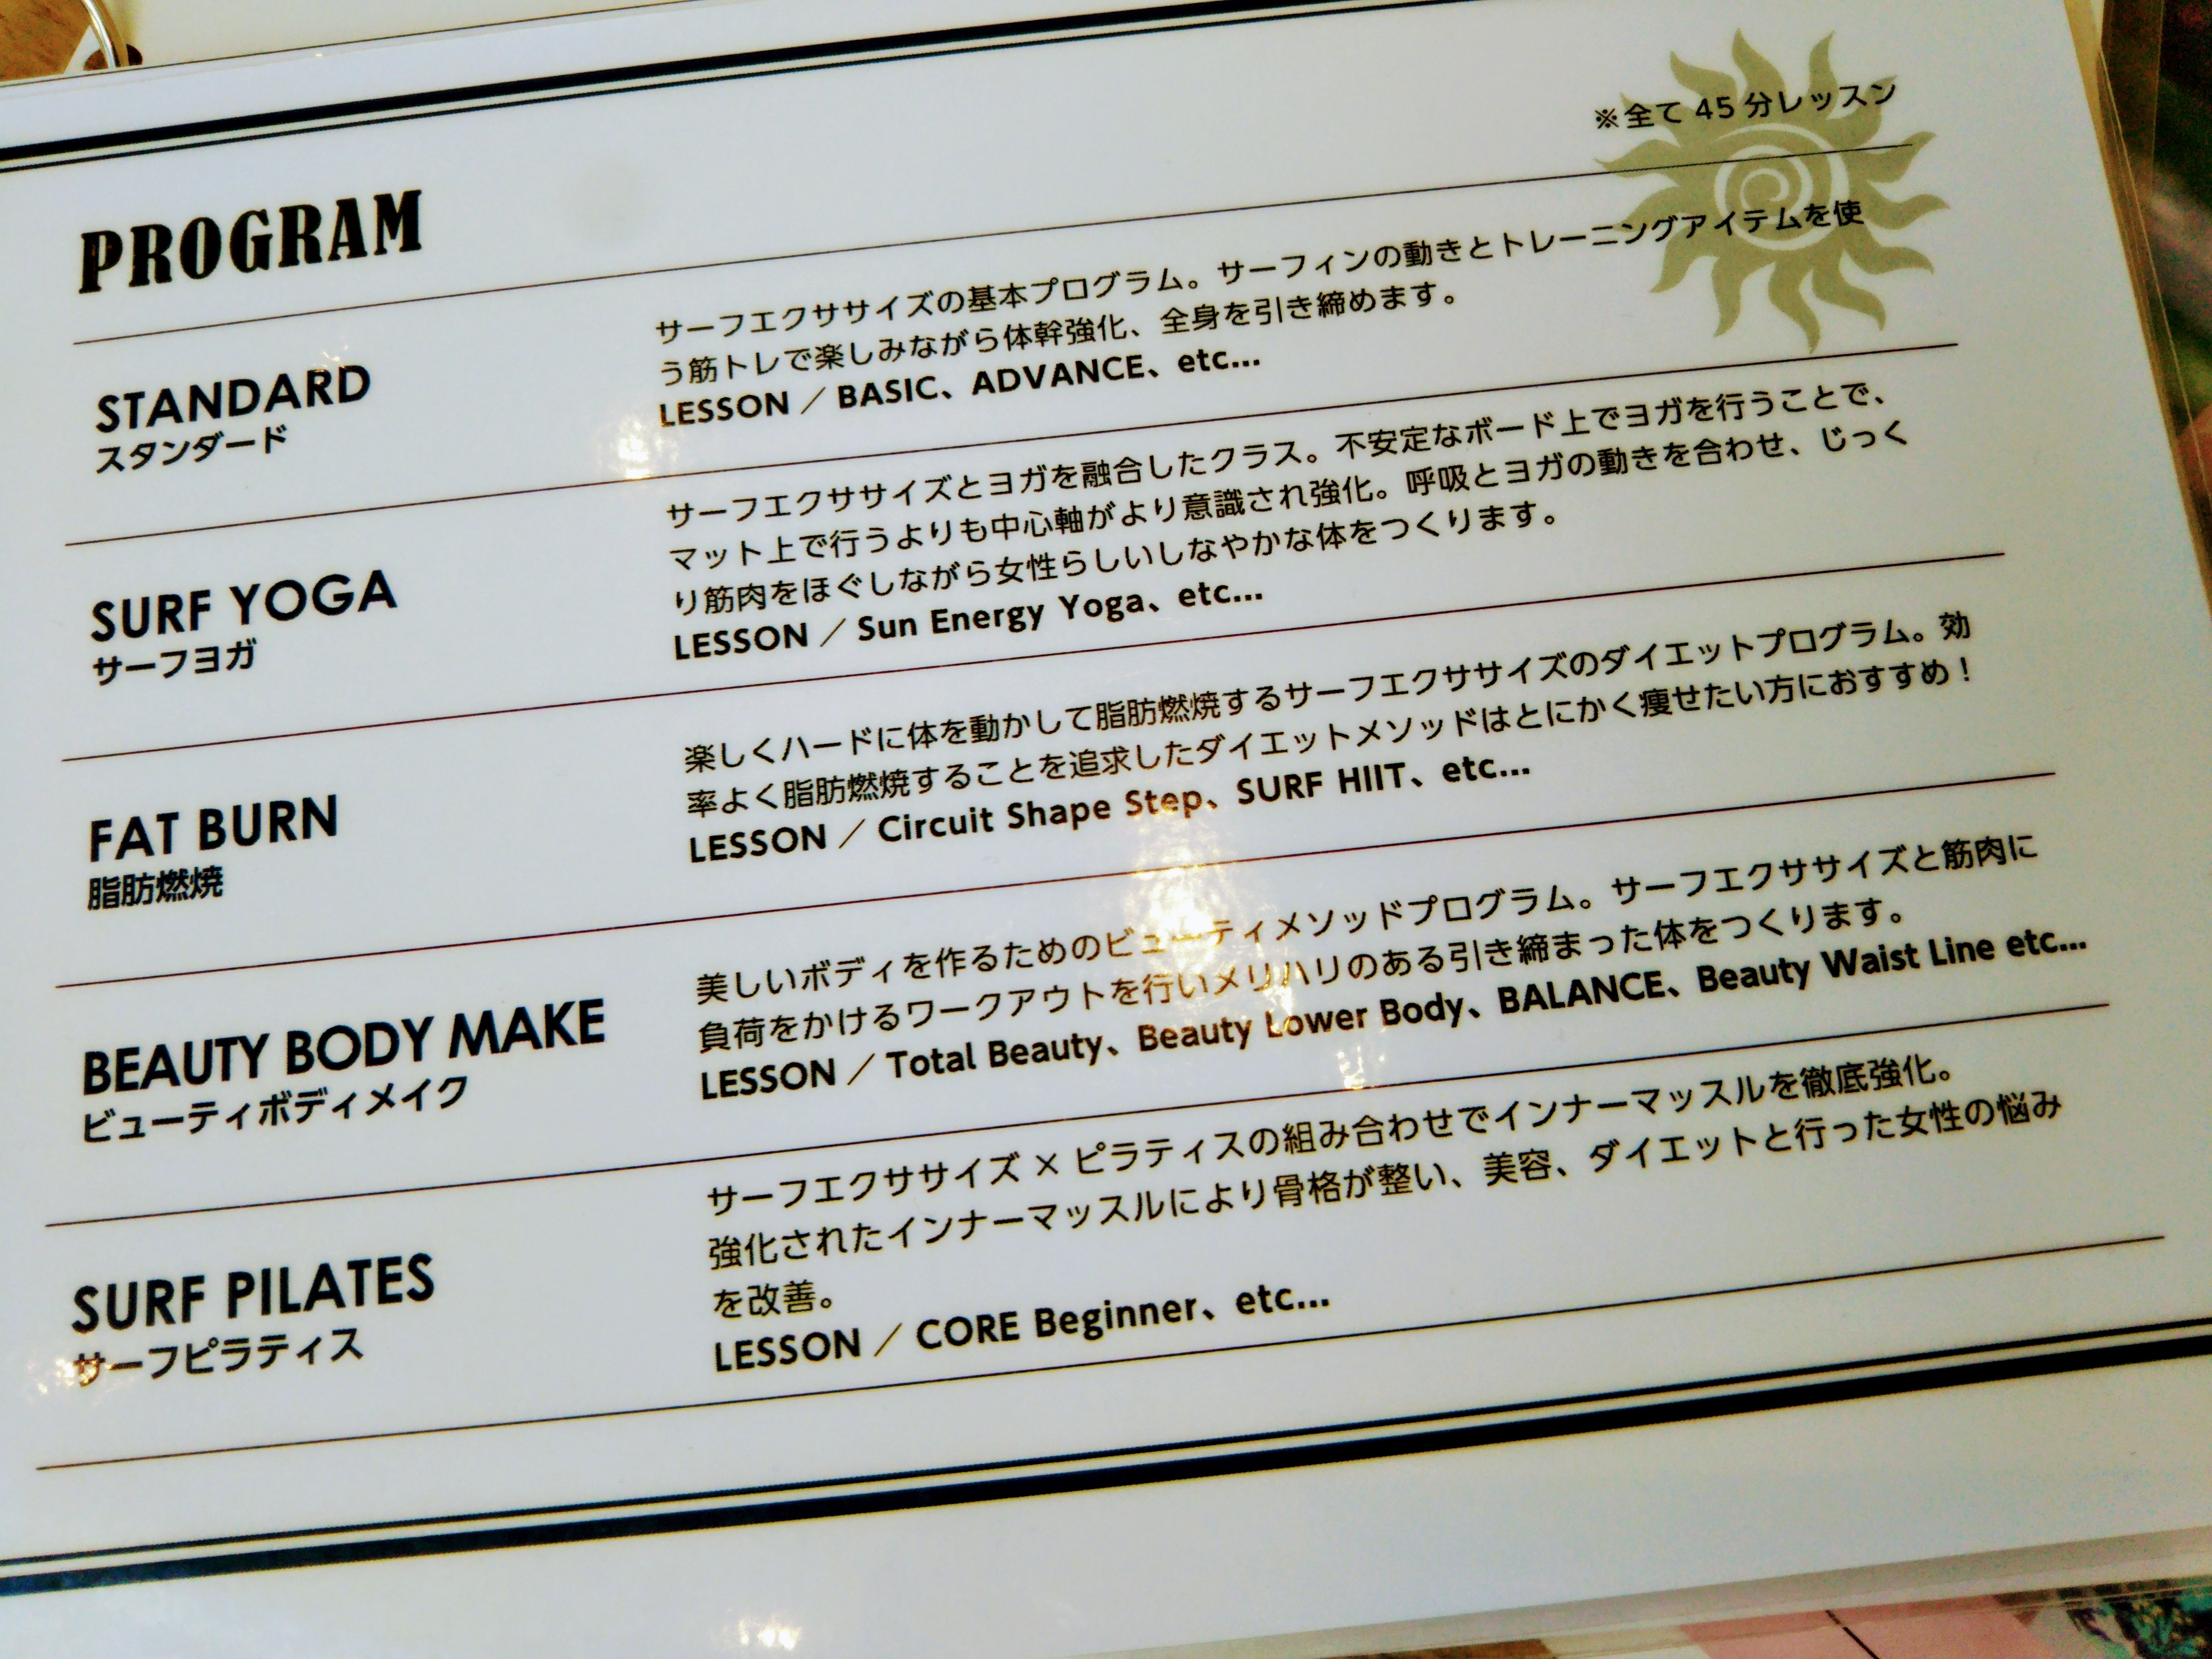 ※全て 45 分レッスン
PROGRAM
STANDARD
スタンダード
サーフエクササイズの基本プログラム。サーフィンの動きとトレーニングアイテムを使
う筋トレで楽しみながら体幹強化、全身を引き締めます。
LESSON ／ BASIC、ADVANCE、etc...
SURF YOGA
サーフヨガ
サーフエクササイズとヨガを融合したクラス。不安定なボード上でヨガを行うことで、
マット上で行うよりも中心軸がより意識され強化。呼吸とヨガの動きを合わせ、じっく
り筋肉をほぐしながら女性らしいしなやかな体をつくります。
LESSON ／ Sun Energy Yoga、etc...
FAT BURN
脂肪燃焼
楽しくハードに体を動かして脂肪燃焼するサーフエクササイズのダイエットプログラム。効
率よく脂肪燃焼することを追求したダイエットメソッドはとにかく痩せたい方におすすめ！
LESSON ／ Circuit Shape Step、SURF HIIT、etc...
BEAUTY BODY MAKE
ビューティボディメイク
美しいボディを作るためのビューティメソッドプログラム。サーフエクササイズと筋肉に
負荷をかけるワークアウトを行いメリハリのある引き締まった体をつくります。
LESSON ／ Total Beauty、Beauty Lower Body、BALANCE、Beauty Waist Line etc...
SURF PILATES
サーフピラティス
サーフエクササイズ × ピラティスの組み合わせでインナーマッスルを徹底強化。
強化されたインナーマッスルにより骨格が整い、美容、ダイエットと行った女性の悩み
を改善。
LESSON ／ CORE Beginner、etc...